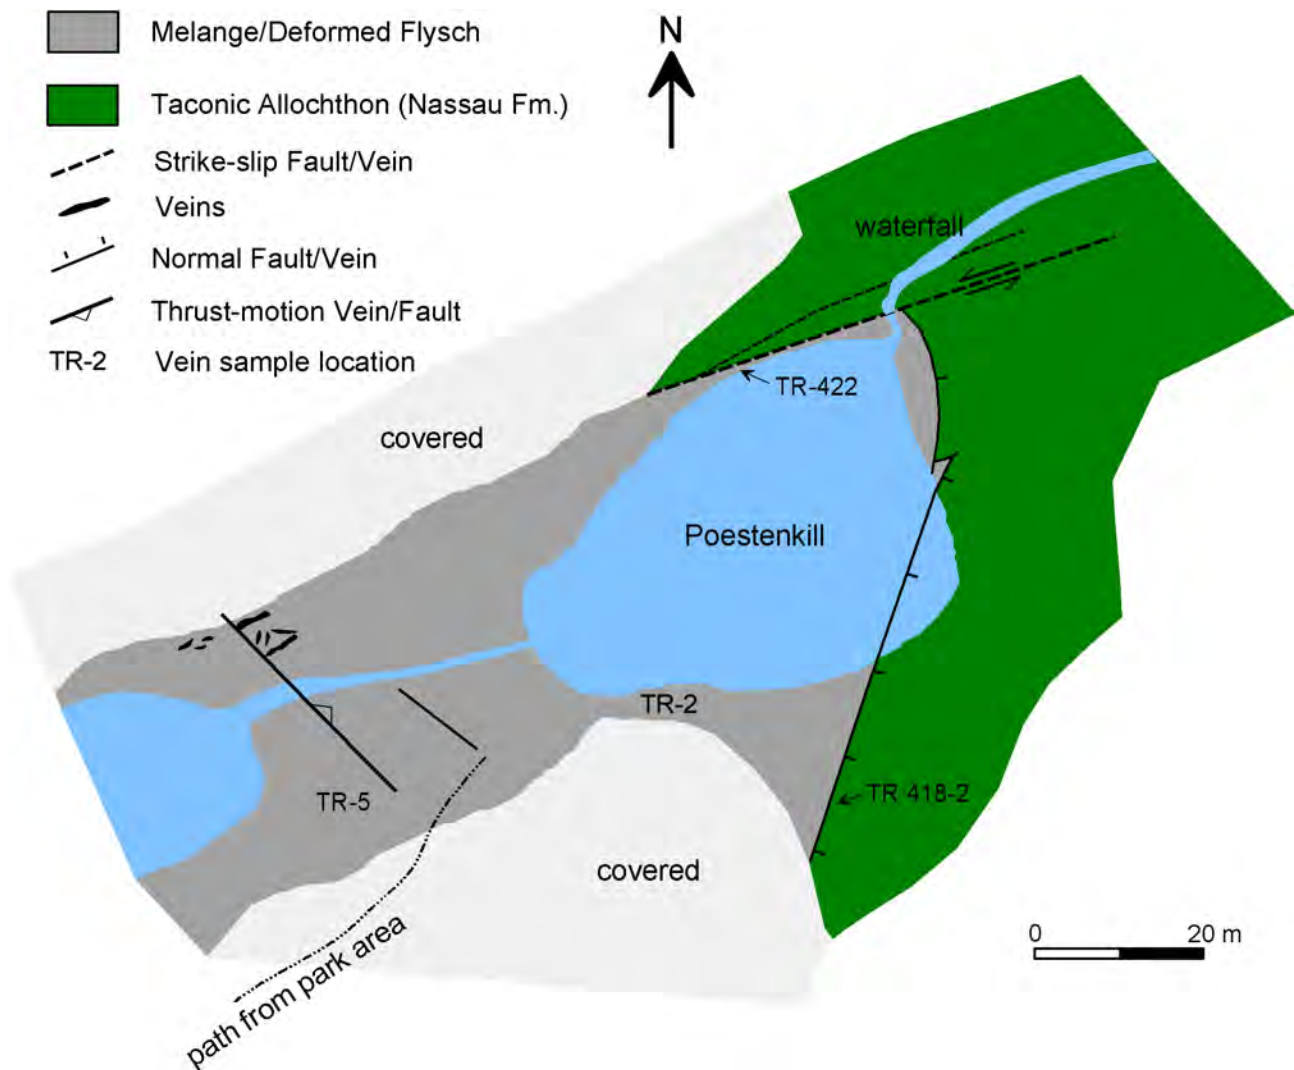 Melange/Deformed Flysch
N
Taconic Allochthon (Nassau Fm.)
Strike-slip Fault/Vein
Veins
waterfall
Normal Fault/Vein
Thrust-motion Vein/Fault
TR-2 Vein sample location
TR-422
covered
Poestenkill
TR-2
TR-5
TR 418-2
covered
path from park area
0 20 m